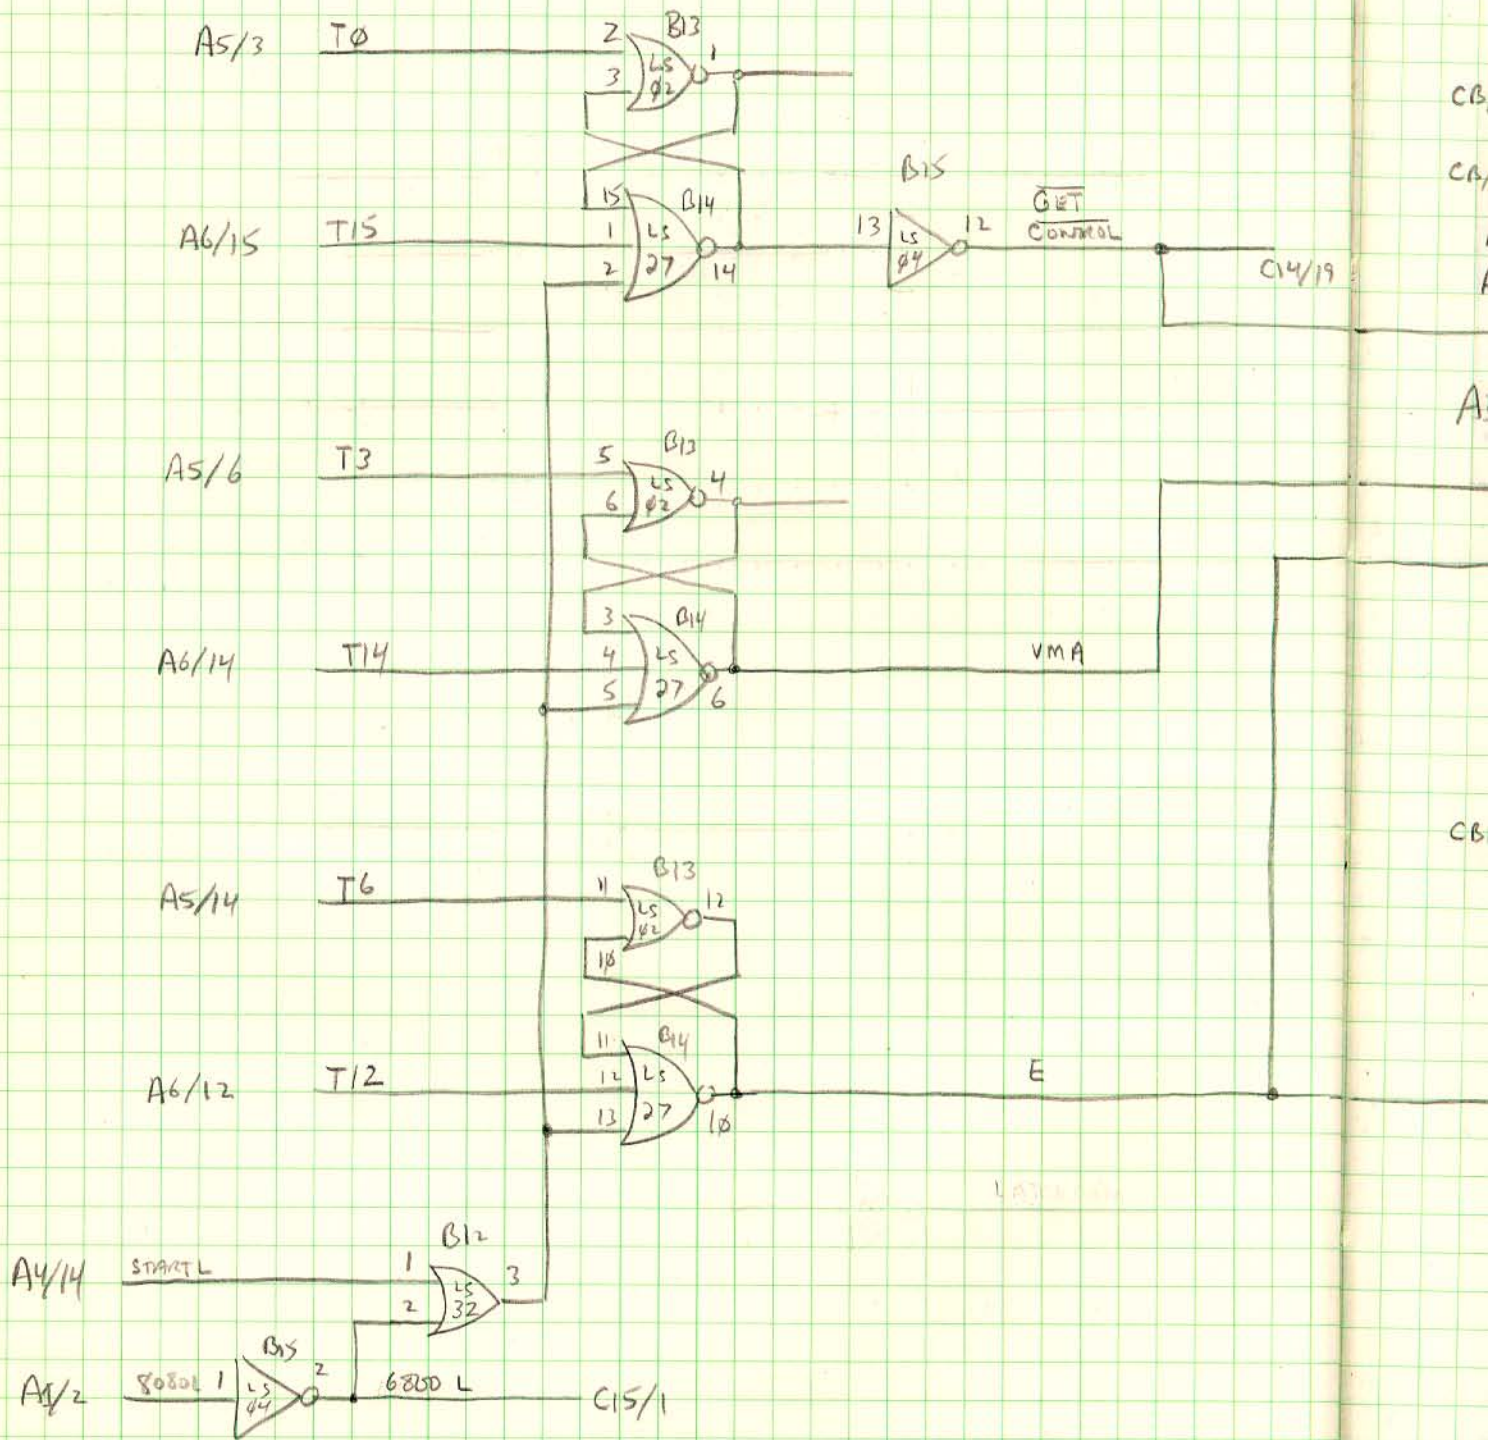 B13
A5/3 TØ 2 LS Ø2 1
3
CB
B15
CB/
15 B14
A6/15 T15 1 LS 27 14 13 LS Ø4 12 GET CONTROL
2
C14/19
A
B13
A5/6 T3 5 LS Ø2 4
6
3 B14
A6/14 T14 4 LS 27 6 VMA
5
CB
B13
A5/14 T6 11 LS Ø2 12
1Ø
11 B14
A6/12 T12 12 LS 27 1Ø E
13
B12
A4/14 START L 1 LS 32 3
2
B15
A1/2 8080L 1 LS Ø4 2 6800 L C15/1